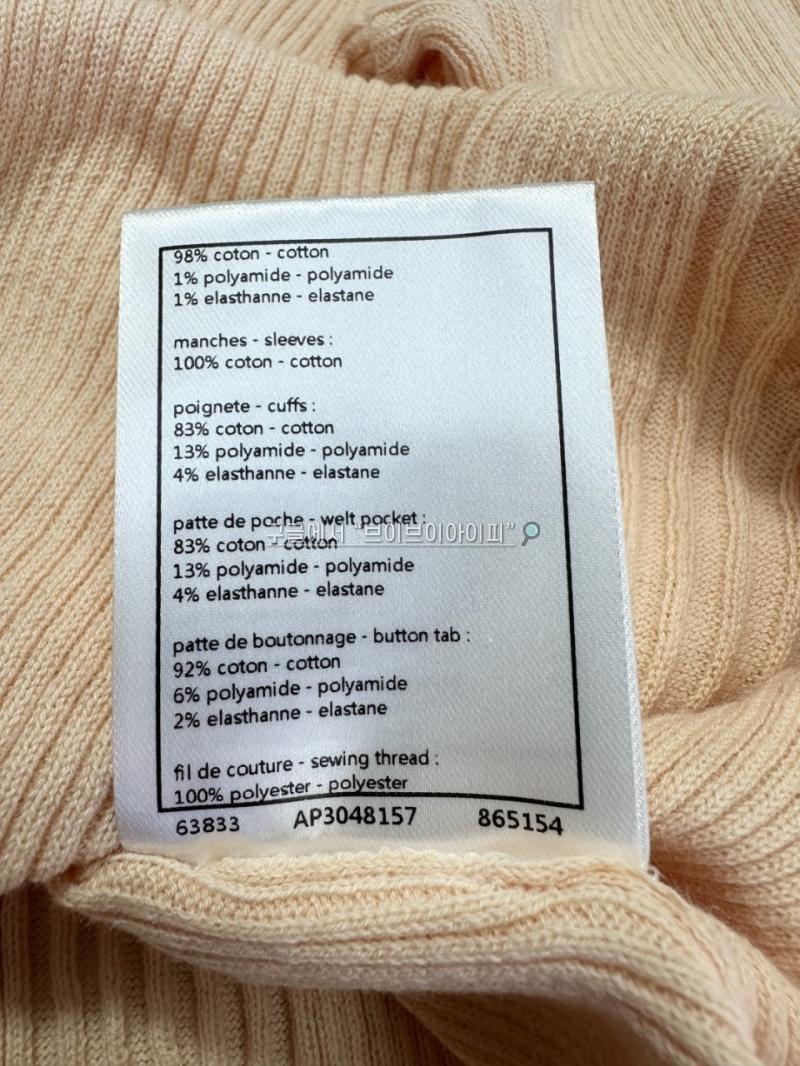 98% coton - cotton
1% polyamide - polyamide
1% elasthanne - elastane
manches - sleeves :
100% coton - cotton
poignete - cuffs :
83% coton - cotton
13% polyamide - polyamide
4% elasthanne - elastane
patte de poche - welt pocket :
구글에서 "브이브이아이피"
83% coton - cotton
13% polyamide - polyamide
4% elasthanne - elastane
patte de boutonnage - button tab :
92% coton - cotton
6% polyamide - polyamide
2% elasthanne - elastane
fil de couture - sewing thread :
100% polyester - polyester
63833 AP3048157 865154